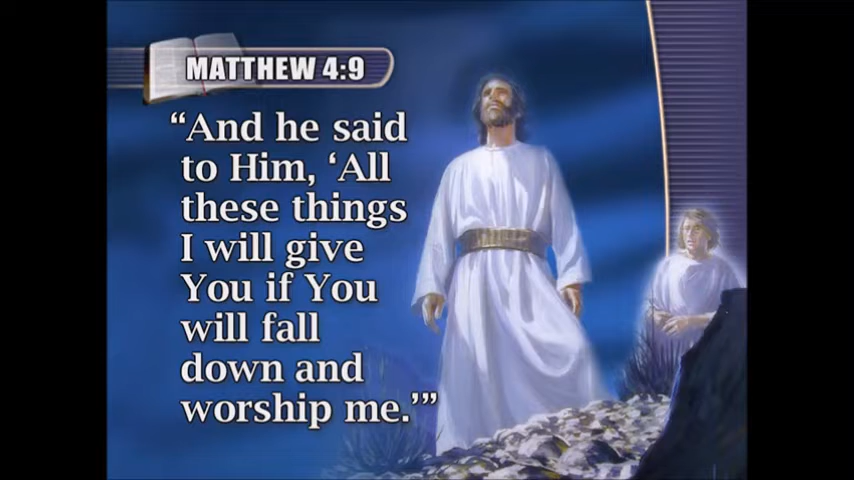 MATTHEW 4:9
“And he said
to Him, ‘All
these things
I will give
You if You
will fall
down and
worship me.’”